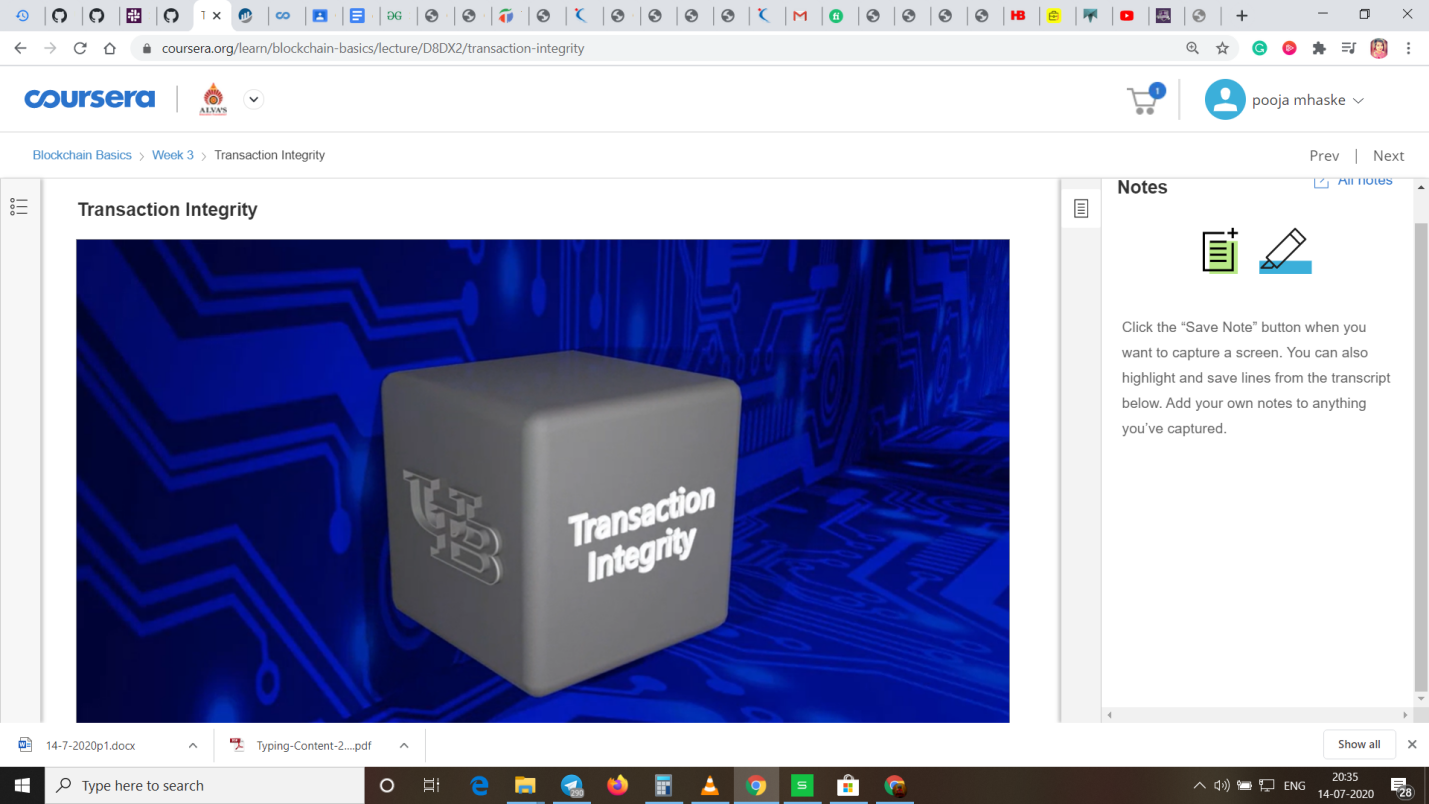 T
HB
coursera.org/learn/blockchain-basics/lecture/D8DX2/transaction-integrity
coursera
ALVA'S
1
pooja mhaske
Blockchain Basics
Week 3
Transaction Integrity
Prev | Next
Transaction Integrity
Notes
All notes
UB
Transaction
Integrity
Click the “Save Note” button when you
want to capture a screen. You can also
highlight and save lines from the transcript
below. Add your own notes to anything
you’ve captured.
14-7-2020p1.docx
Typing-Content-2....pdf
Show all
Type here to search
290
S
ENG
20:35
14-07-2020
28